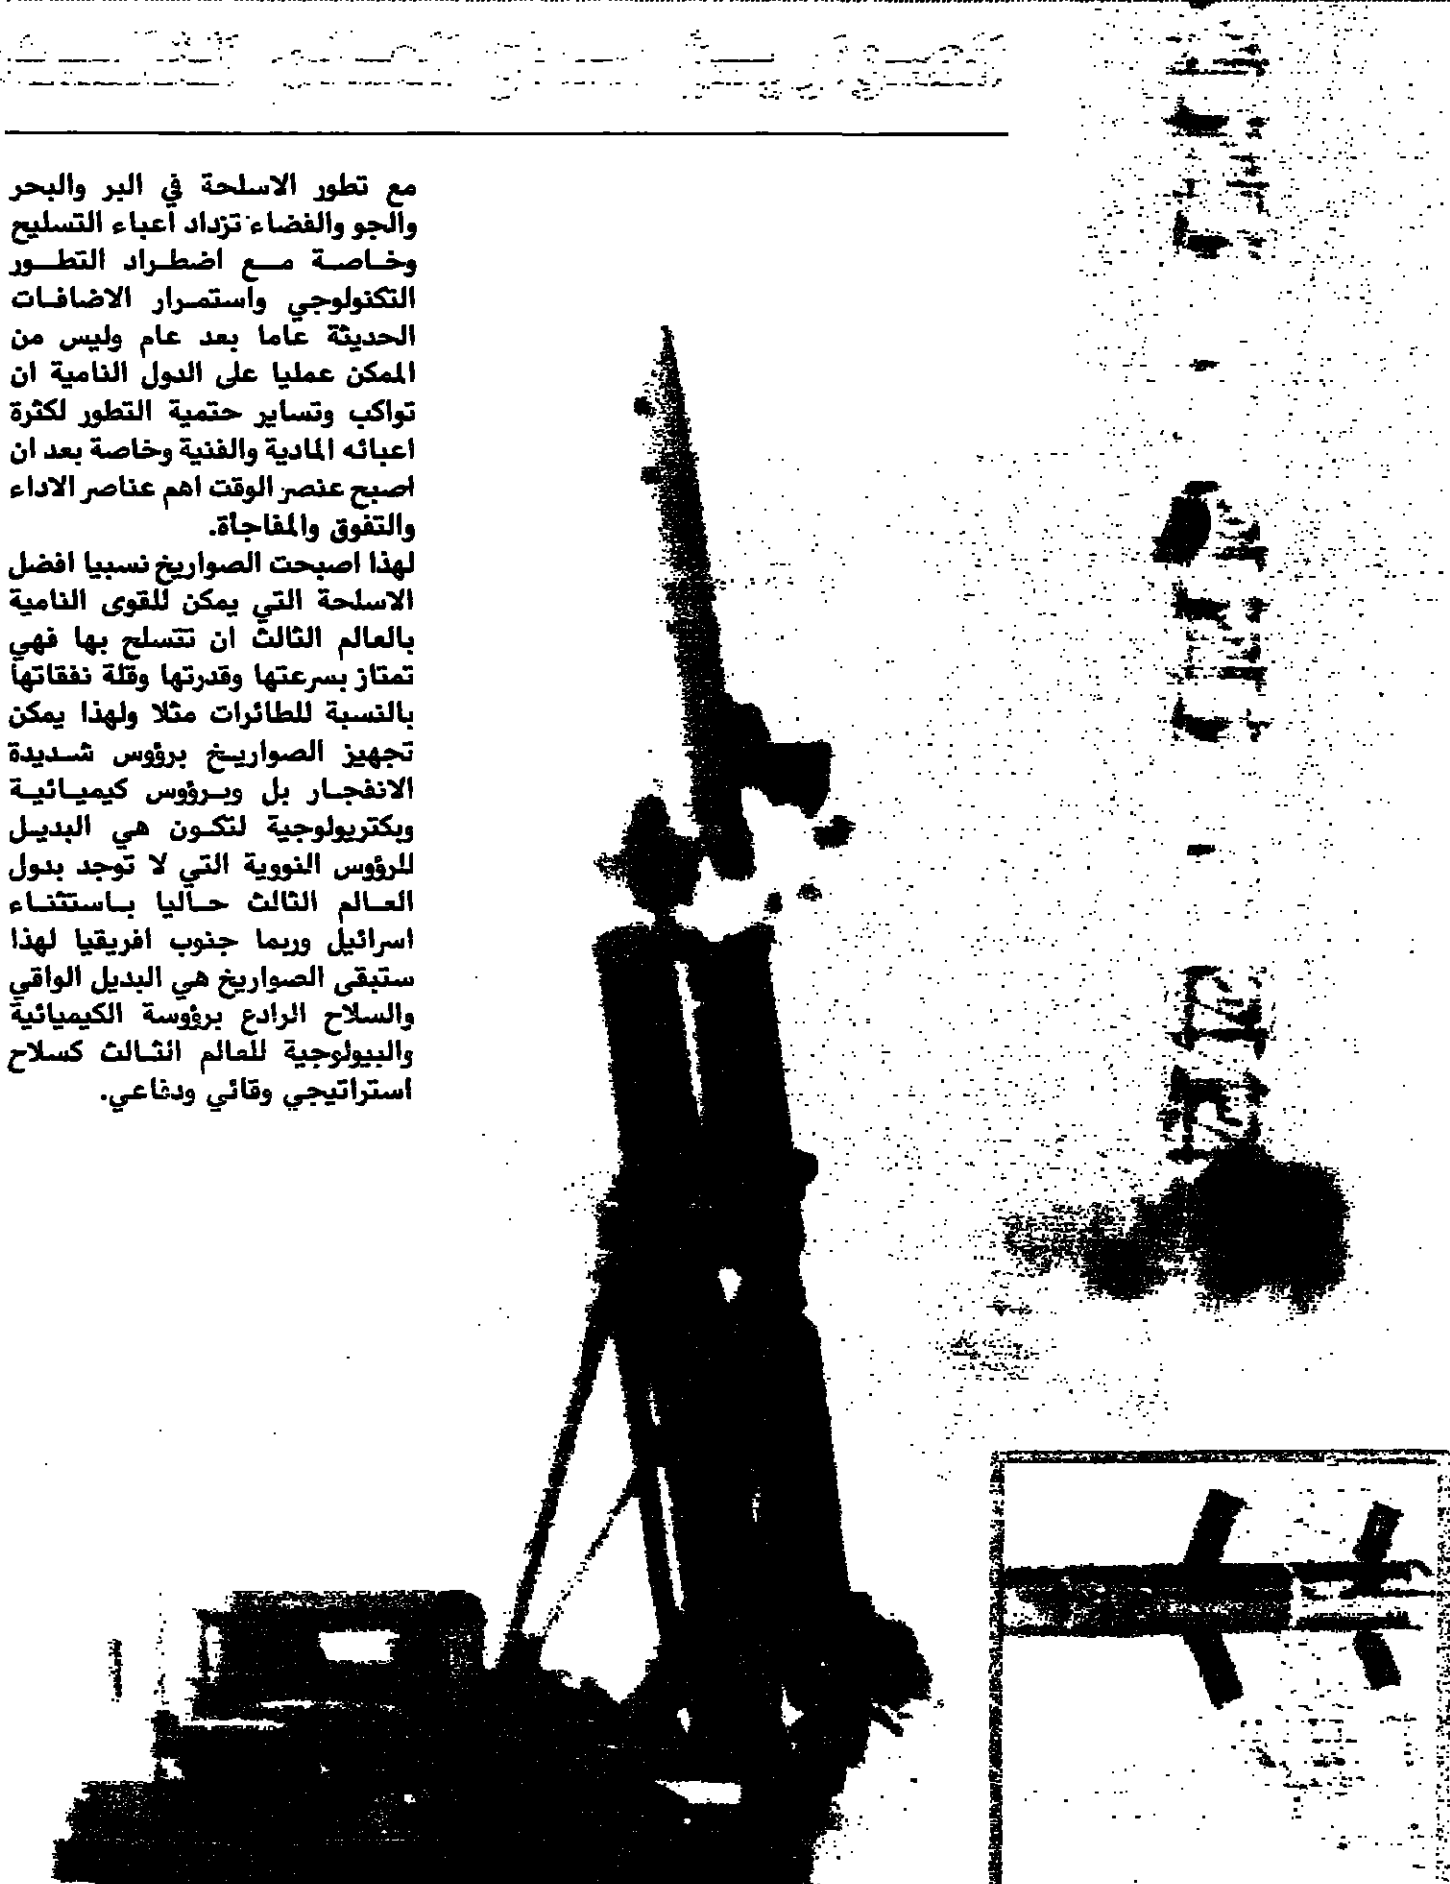 مع تطور الاسلحة في البر والبحر
والجو والفضاء تزداد اعباء التسليح
وخاصة مع اضطراد التطور
التكنولوجي واستمرار الاضافات
الحديثة عاما بعد عام وليس من
الممكن عمليا على الدول النامية ان
تواكب وتساير حتمية التطور لكثرة
اعبائه المادية والفنية وخاصة بعد ان
اصبح عنصر الوقت اهم عناصر الاداء
والتفوق والمفاجأة.
لهذا اصبحت الصواريخ نسبيا افضل
الاسلحة التي يمكن للقوى النامية
بالعالم الثالث ان تتسلح بها فهي
تمتاز بسرعتها وقدرتها وقلة نفقاتها
بالنسبة للطائرات مثلا ولهذا يمكن
تجهيز الصواريخ برؤوس شديدة
الانفجار بل وبرؤوس كيميائية
وبكتريولوجية لتكون هي البديل
للرؤوس النووية التي لا توجد بدول
العالم الثالث حاليا باستثناء
اسرائيل وربما جنوب افريقيا لهذا
ستبقى الصواريخ هي البديل الواقي
والسلاح الرادع برؤوسة الكيميائية
والبيولوجية للعالم الثالث كسلاح
استراتيجي وقائي ودفاعي.